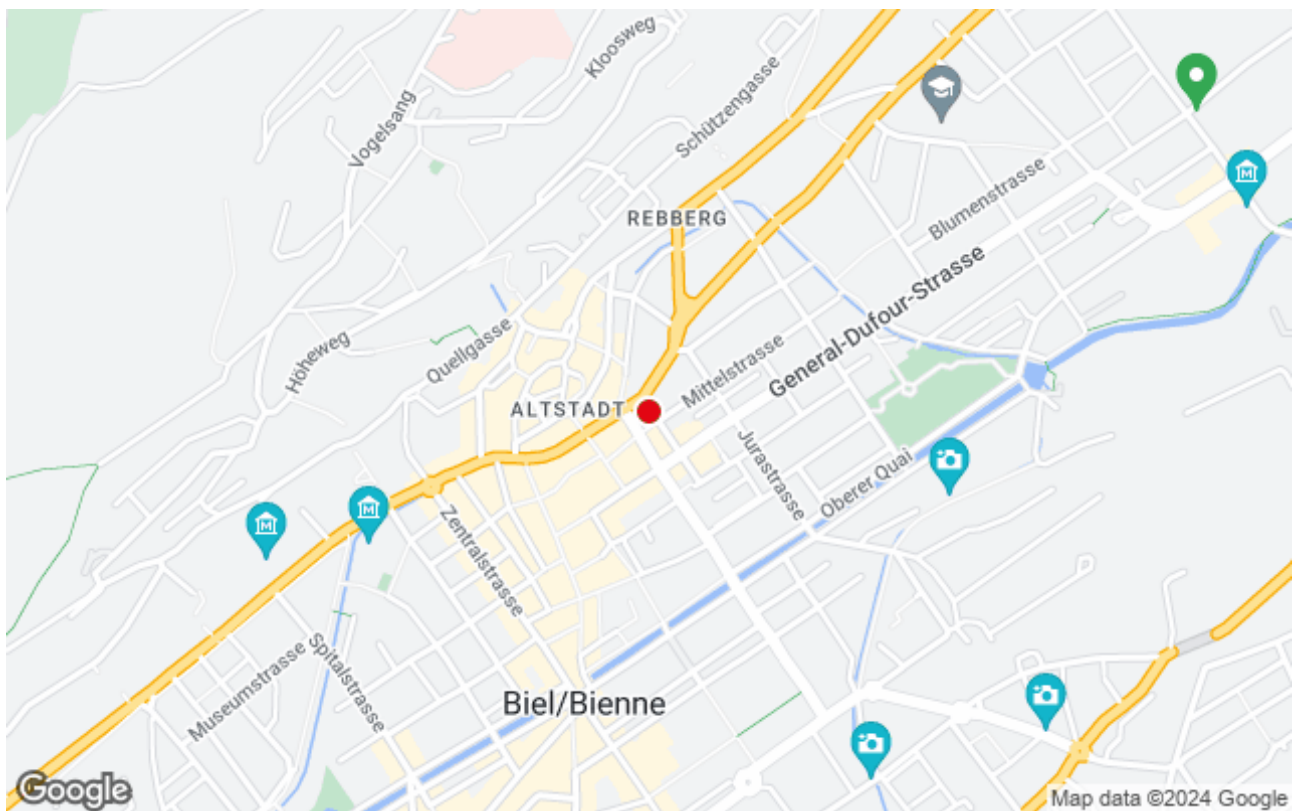 Kloosweg
Vogelsang
Schützengasse
Blumenstrasse
REBBERG
General-Dufour-Strasse
Höheweg
Quellgasse
Mittelstrasse
ALTSTADT
Jurastrasse
Oberer Quai
Zentralstrasse
Museumstrasse
Spitalstrasse
Biel/Bienne
Google
Map data ©2024 Google